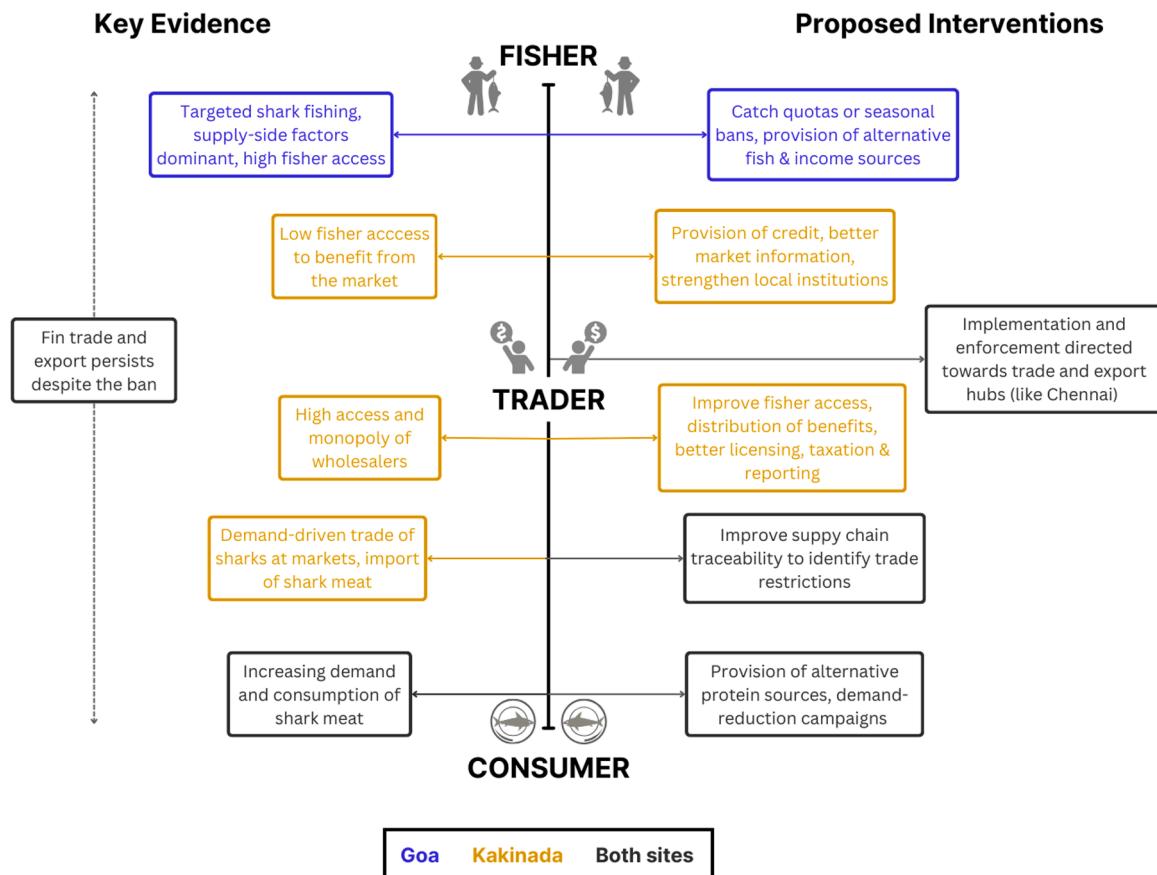 Key Evidence
Proposed Interventions
FISHER
Targeted shark fishing,
supply-side factors
dominant, high fisher access
Catch quotas or seasonal
bans, provision of alternative
fish & income sources
Low fisher acccess
to benefit from
the market
Provision of credit, better
market information,
strengthen local institutions
Fin trade and
export persists
despite the ban
$
$
TRADER
Implementation and
enforcement directed
towards trade and export
hubs (like Chennai)
High access and
monopoly of
wholesalers
Improve fisher access,
distribution of benefits,
better licensing, taxation &
reporting
Demand-driven trade of
sharks at markets, import
of shark meat
Improve suppy chain
traceability to identify trade
restrictions
Increasing demand
and consumption of
shark meat
Provision of alternative
protein sources, demand-
reduction campaigns
CONSUMER
Goa Kakinada Both sites